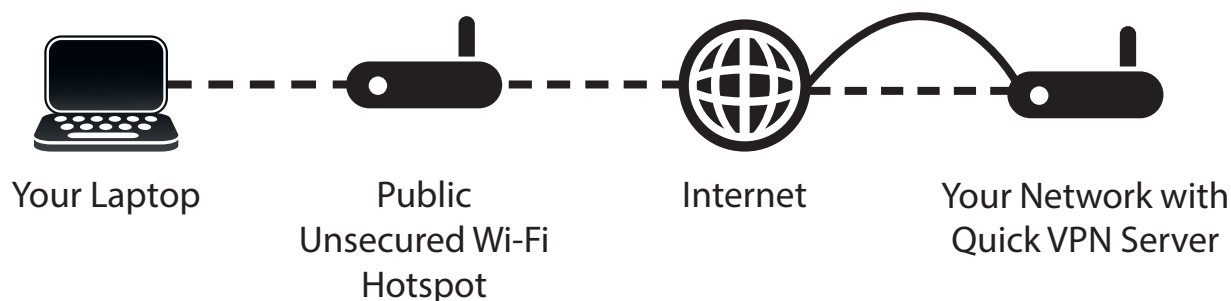 Your Laptop
Public
Unsecured Wi-Fi
Hotspot
Internet
Your Network with
Quick VPN Server